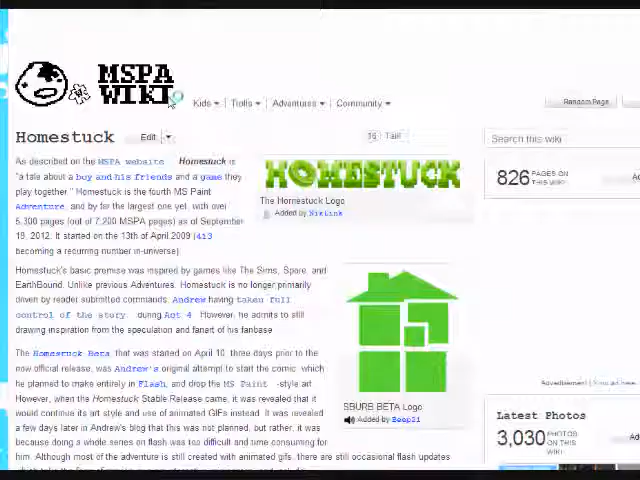 MSPA
WIKI
Kids Trolls Adventures Community
Random Page
Homestuck Edit 16 Talk
Search this wiki
As described on the MSPA website Homestuck is
"a tale about a buy and his friends and a game they
play together" Homestuck is the fourth MS Paint
Adventure, and by far the largest one yet, with over
5,300 pages (out of 7,200 MSPA pages) as of September
19, 2012. It started on the 13th of April 2009 (413
becoming a recurring number in-universe)
HOMESTUCK
The Homestuck Logo
Added by
826 PAGES ON
THIS WIKI
Homestuck's basic premise was inspired by games like The Sims, Spore, and
EarthBound. Unlike previous Adventures. Homestuck is no longer primarily
driven by reader submitted commands, Andrew having taken full
control of the story during Act 4 However, he admits to still
drawing inspiration from the speculation and fanart of his fanbase
The Homestuck Beta that was started on April 10, three days prior to the
now official release, was Andrew's original attempt to start the comic, which
he planned to make entirely in Flash, and drop the MS Paint -style art
However, when the Homestuck Stable Release came, it was revealed that it
would continue its art style and use of animated GIFs instead. It was revealed
a few days later in Andrew's blog that this was not planned, but rather, it was
because doing a whole series on flash was too difficult and time consuming for
him. Although most of the adventure is still created with animated gifs, there are still occasional flash updates
SBURB BETA Logo
Added by
Advertisement | Your ad here
Latest Photos
3,030 PHOTOS
ON THIS
WIKI